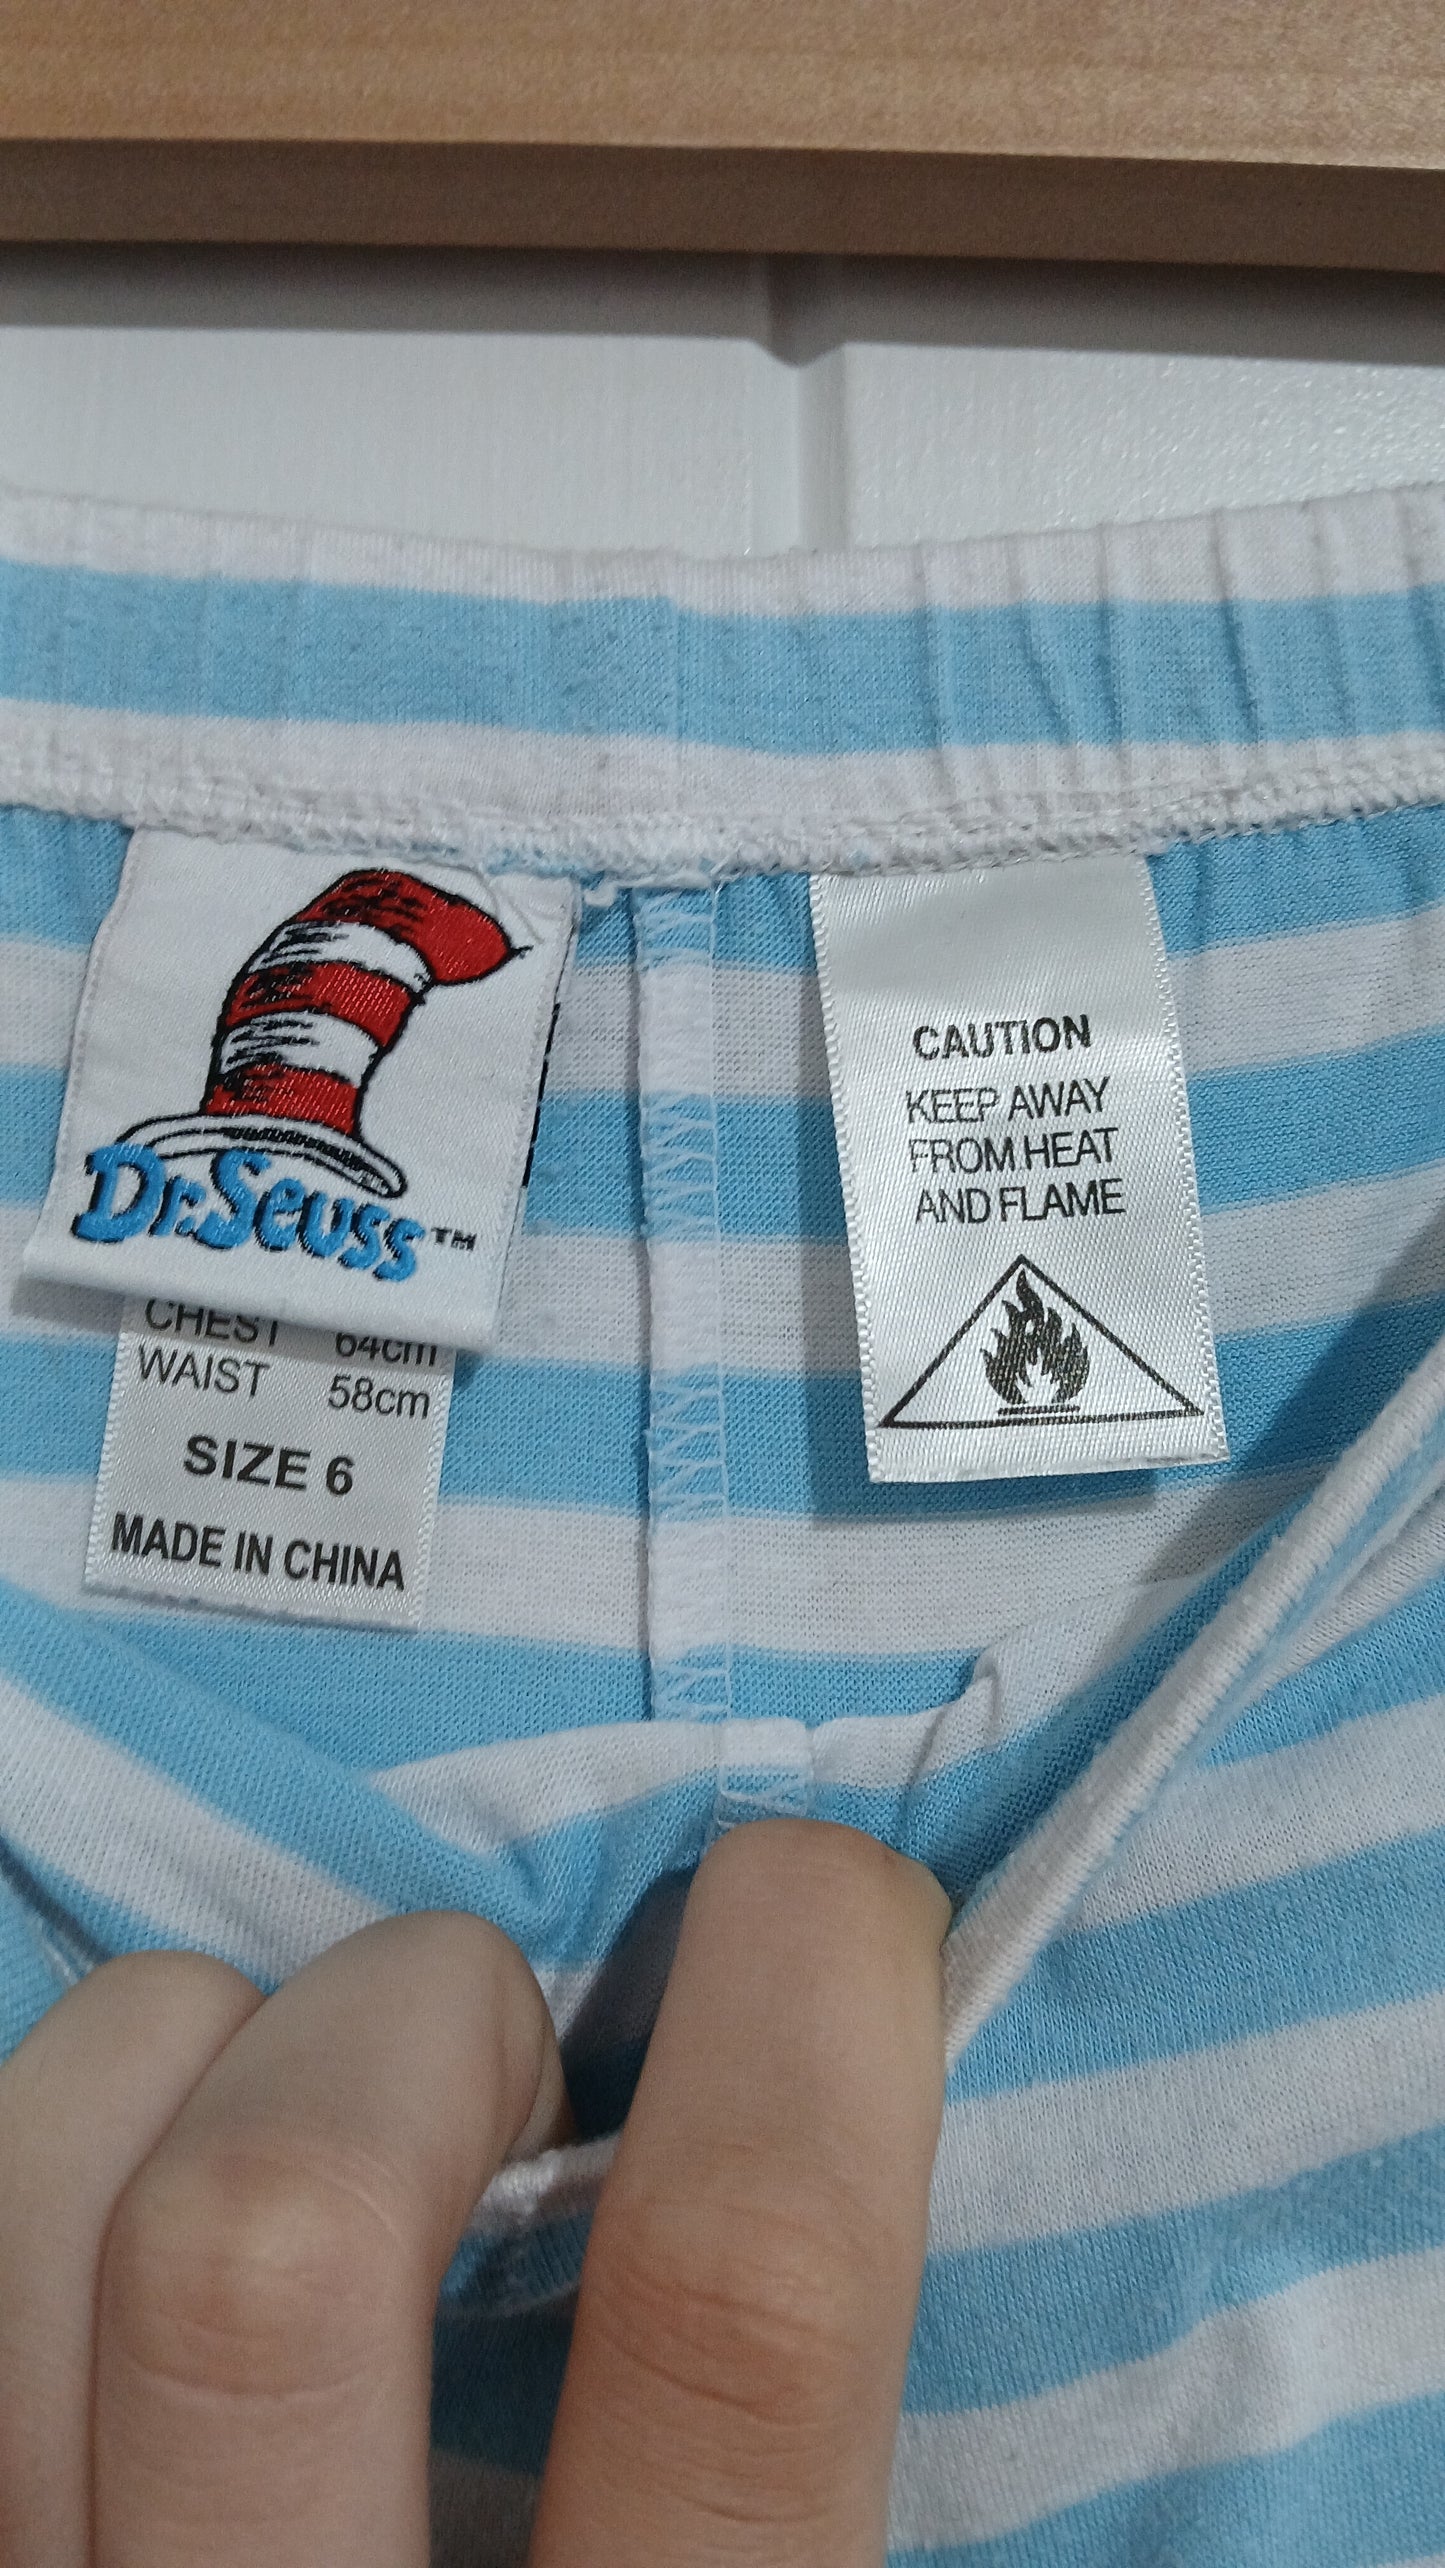 Dr. Seuss™
CHEST 64cm
WAIST 58cm
SIZE 6
MADE IN CHINA
CAUTION
KEEP AWAY
FROM HEAT
AND FLAME